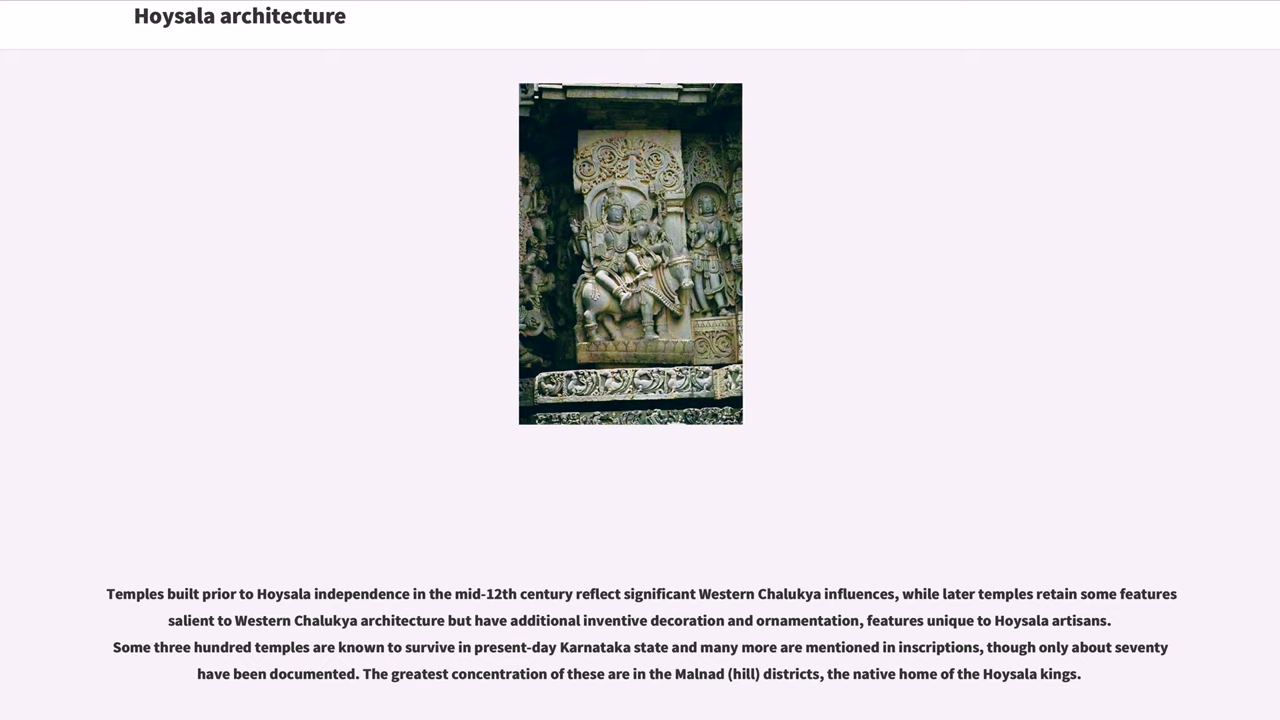 Hoysala architecture
Temples built prior to Hoysala independence in the mid-12th century reflect significant Western Chalukya influences, while later temples retain some features
salient to Western Chalukya architecture but have additional inventive decoration and ornamentation, features unique to Hoysala artisans.
Some three hundred temples are known to survive in present-day Karnataka state and many more are mentioned in inscriptions, though only about seventy
have been documented. The greatest concentration of these are in the Malnad (hill) districts, the native home of the Hoysala kings.